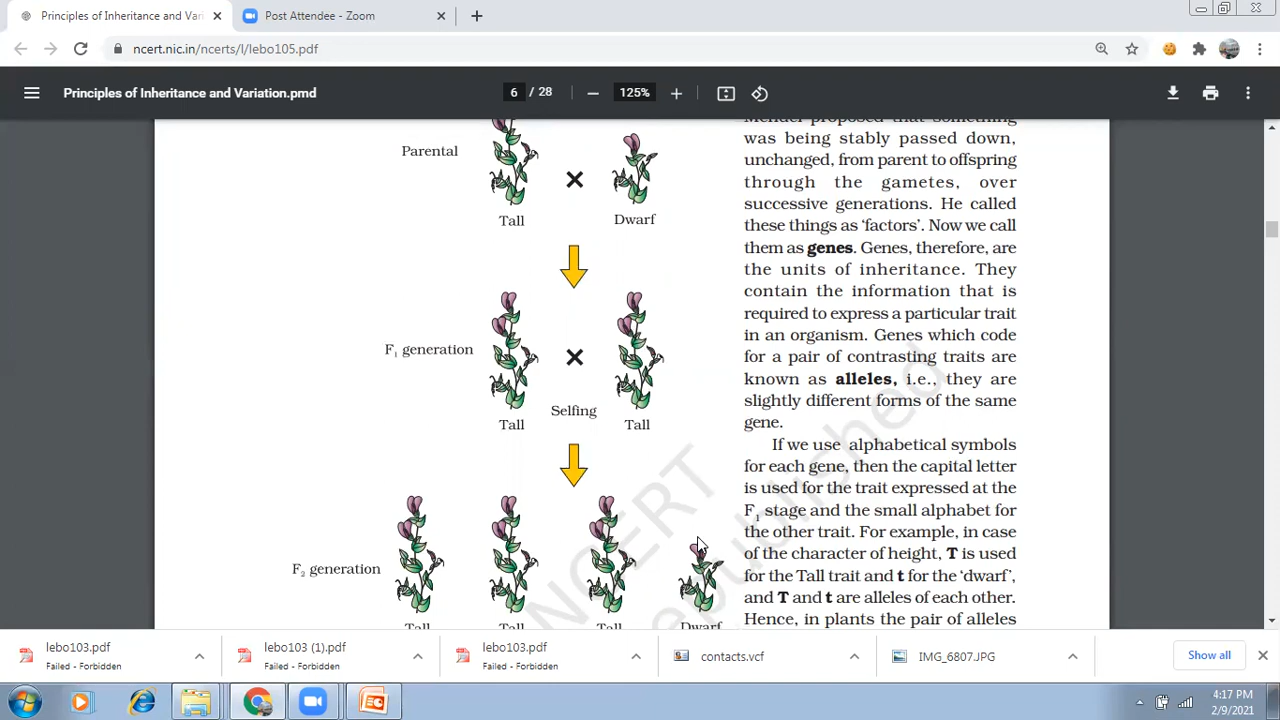 Principles of Inheritance and Vari
Post Attendee - Zoom
ncert.nic.in/ncerts/l/lebo105.pdf
Principles of Inheritance and Variation.pmd
6 / 28
125%
Parental
Tall
Dwarf
F1 generation
Tall
Selfing
Tall
F2 generation
Tall
Tall
Tall
Dwarf
Mendel proposed that something
was being stably passed down,
unchanged, from parent to offspring
through the gametes, over
successive generations. He called
these things as ‘factors’. Now we call
them as genes. Genes, therefore, are
the units of inheritance. They
contain the information that is
required to express a particular trait
in an organism. Genes which code
for a pair of contrasting traits are
known as alleles, i.e., they are
slightly different forms of the same
gene.
If we use alphabetical symbols
for each gene, then the capital letter
is used for the trait expressed at the
F1 stage and the small alphabet for
the other trait. For example, in case
of the character of height, T is used
for the Tall trait and t for the ‘dwarf’,
and T and t are alleles of each other.
Hence, in plants the pair of alleles
NCERT
republished
lebo103.pdf
Failed - Forbidden
lebo103 (1).pdf
Failed - Forbidden
lebo103.pdf
Failed - Forbidden
contacts.vcf
IMG_6807.JPG
Show all
4:17 PM
2/9/2021